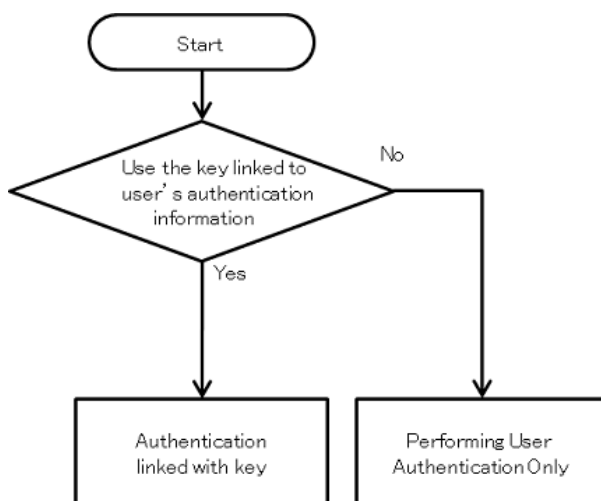 Start
Use the key linked to
user's authentication
information
No
Yes
Authentication
linked with key
Performing User
Authentication Only